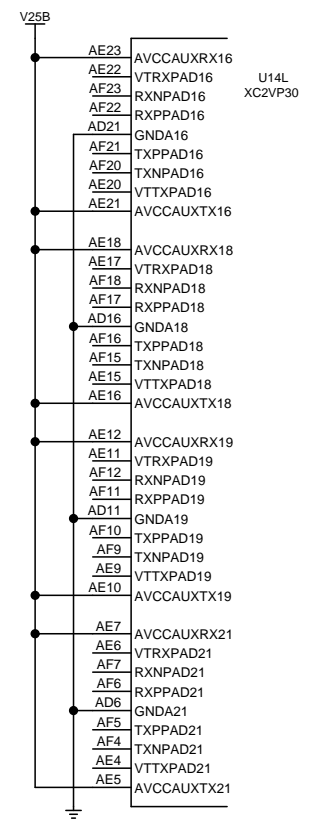 V25B
U14L
XC2VP30
AE23 AVCCAUXRX16
AE22 VTRXPAD16
AF23 RXNPAD16
AF22 RXPPAD16
AD21 GNDA16
AF21 TXPPAD16
AF20 TXNPAD16
AE20 VTTXPAD16
AE21 AVCCAUXTX16
AE18 AVCCAUXRX18
AE17 VTRXPAD18
AF18 RXNPAD18
AF17 RXPPAD18
AD16 GNDA18
AF16 TXPPAD18
AF15 TXNPAD18
AE15 VTTXPAD18
AE16 AVCCAUXTX18
AE12 AVCCAUXRX19
AE11 VTRXPAD19
AF12 RXNPAD19
AF11 RXPPAD19
AD11 GNDA19
AF10 TXPPAD19
AF9 TXNPAD19
AE9 VTTXPAD19
AE10 AVCCAUXTX19
AE7 AVCCAUXRX21
AE6 VTRXPAD21
AF7 RXNPAD21
AF6 RXPPAD21
AD6 GNDA21
AF5 TXPPAD21
AF4 TXNPAD21
AE4 VTTXPAD21
AE5 AVCCAUXTX21